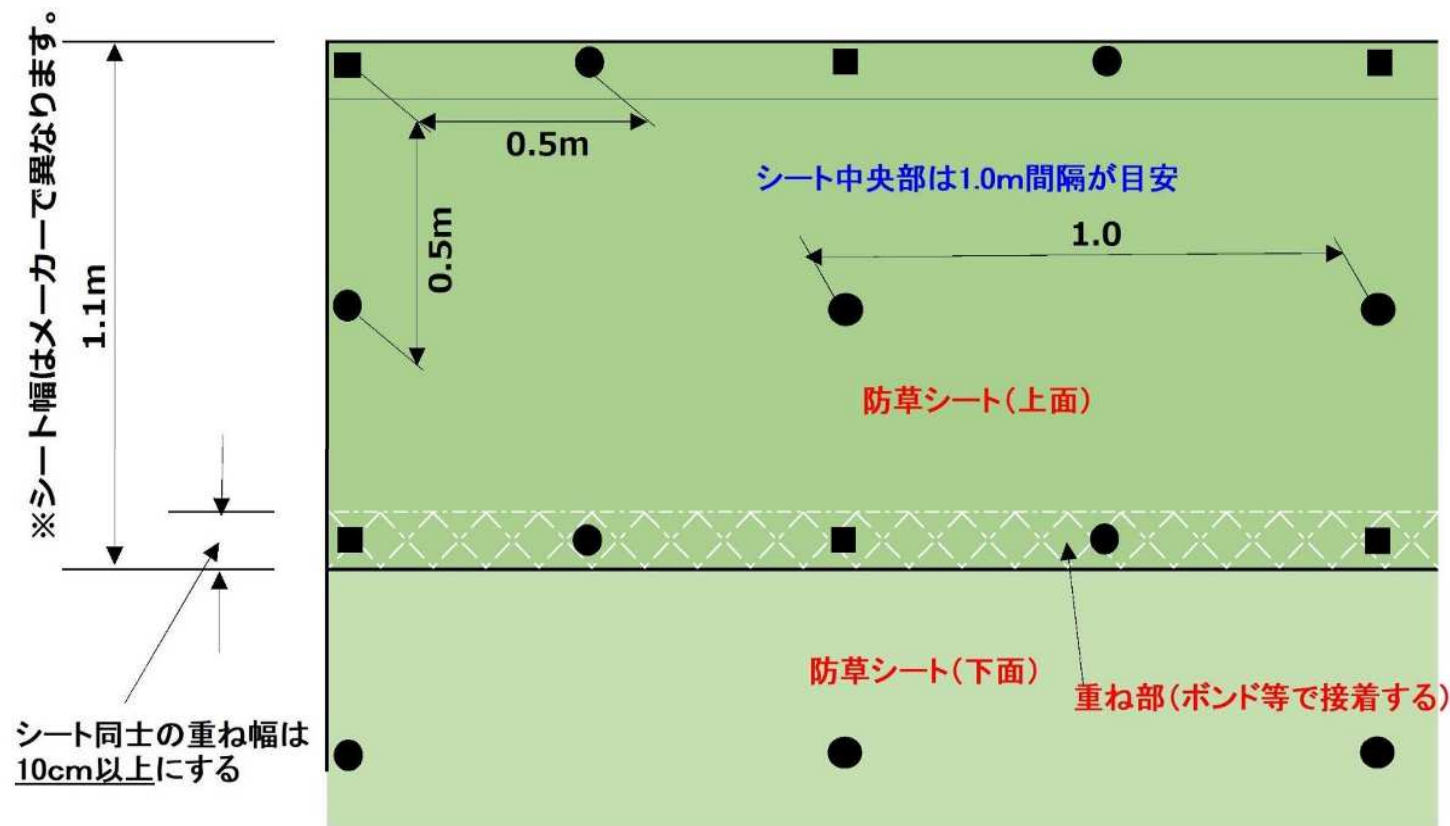 ※シート幅はメーカーで異なります。
1.1m
0.5m
0.5m
シート中央部は1.0m間隔が目安
1.0
防草シート(上面)
防草シート(下面)
重ね部(ボンド等で接着する)
シート同士の重ね幅は
10cm以上にする